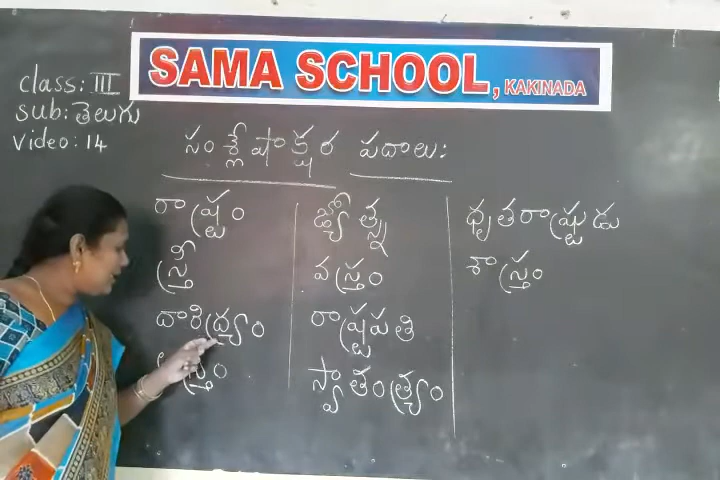 SAMA SCHOOL, KAKINADA
class: III
sub: తెలుగు
video: 14
సంశ్లేషాక్షర పదాలు:
రాష్ట్రం
స్త్రీ
దారిద్ధ్ర్యం
జ్యోత్స్న
వస్త్రం
రాష్ట్రపతి
స్వాతంత్ర్యం
ధృతరాష్ట్రుడు
శాస్త్రం